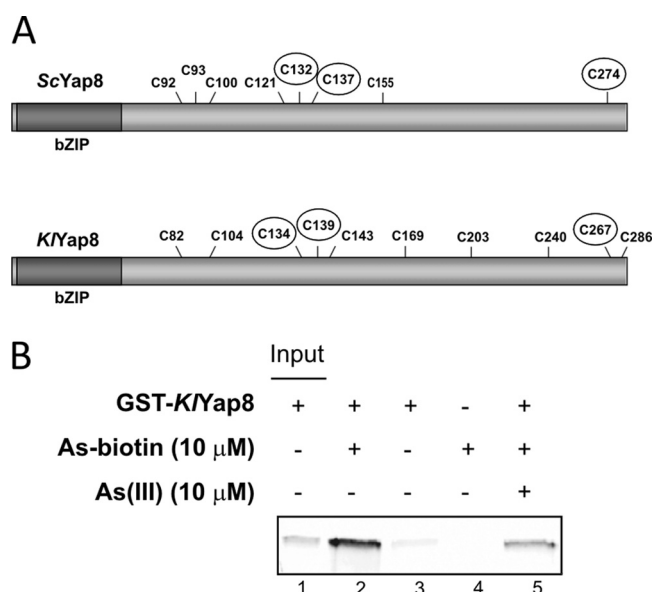 A
ScYap8
C92 C93 C100 C121 C132 C137 C155 C274
bZIP
KlYap8
C82 C104 C134 C139 C143 C169 C203 C240 C267 C286
bZIP
B
Input
GST-KlYap8 + + + - +
As-biotin (10 μM) - + - + +
As(III) (10 μM) - - - - +
1 2 3 4 5